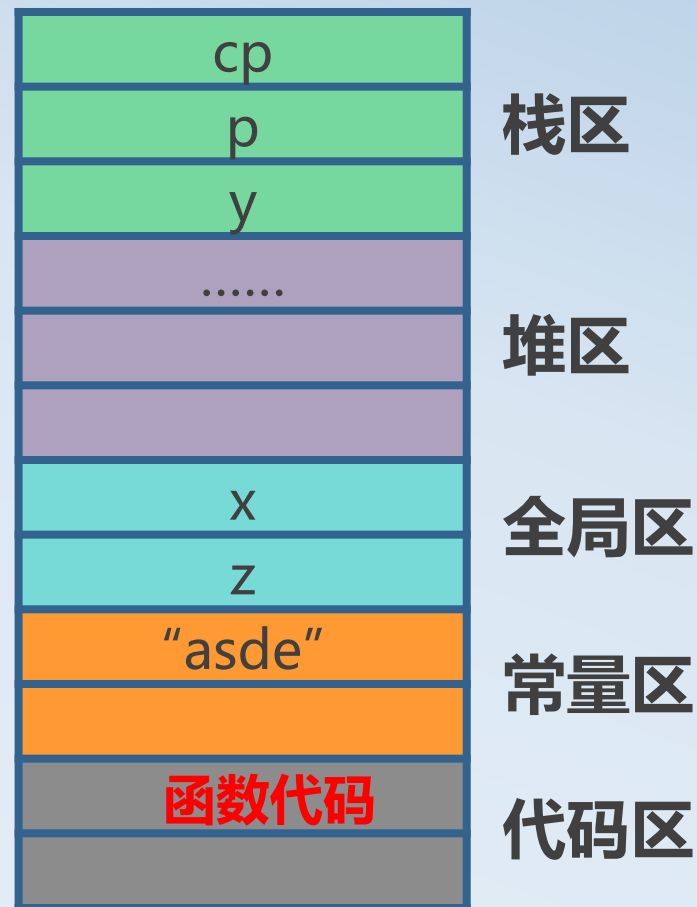 cp
p
栈区
y
......
堆区
x
全局区
z
“asde”
常量区
函数代码
代码区